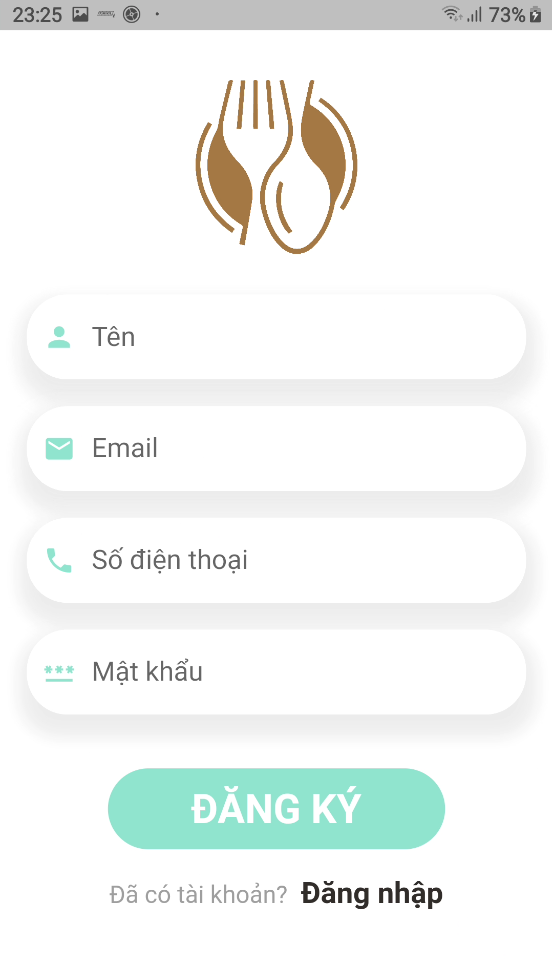 23:25
73%
Tên
Email
Số điện thoại
Mật khẩu
ĐĂNG KÝ
Đã có tài khoản? Đăng nhập